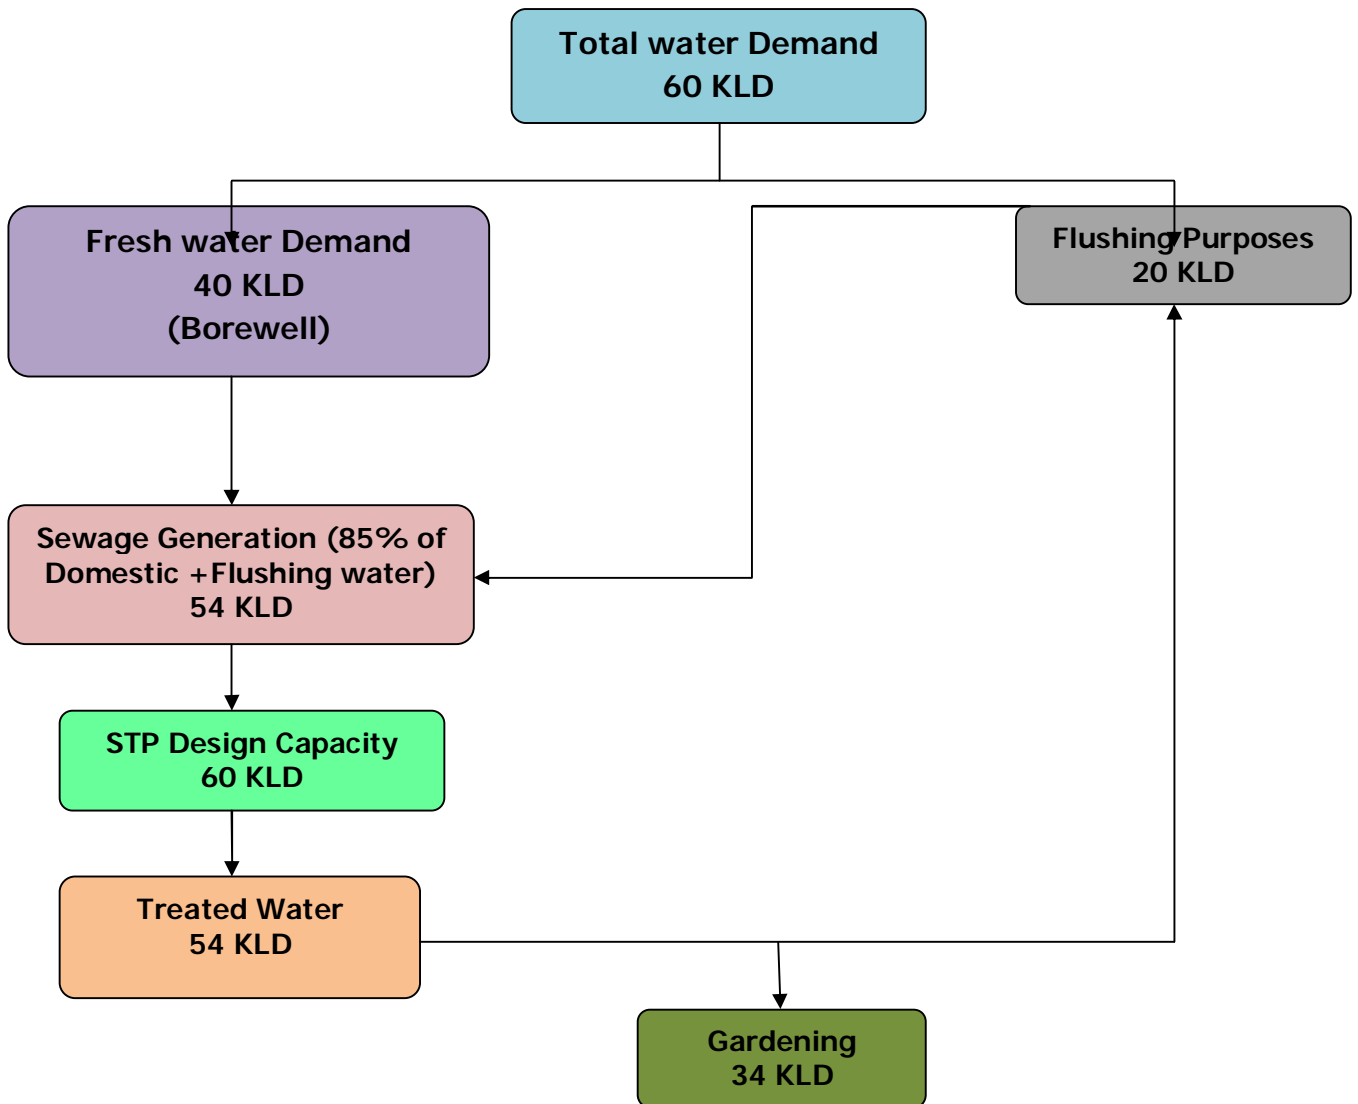 Total water Demand
60 KLD
Fresh water Demand
40 KLD
(Borewell)
Flushing Purposes
20 KLD
Sewage Generation (85% of
Domestic +Flushing water)
54 KLD
STP Design Capacity
60 KLD
Treated Water
54 KLD
Gardening
34 KLD